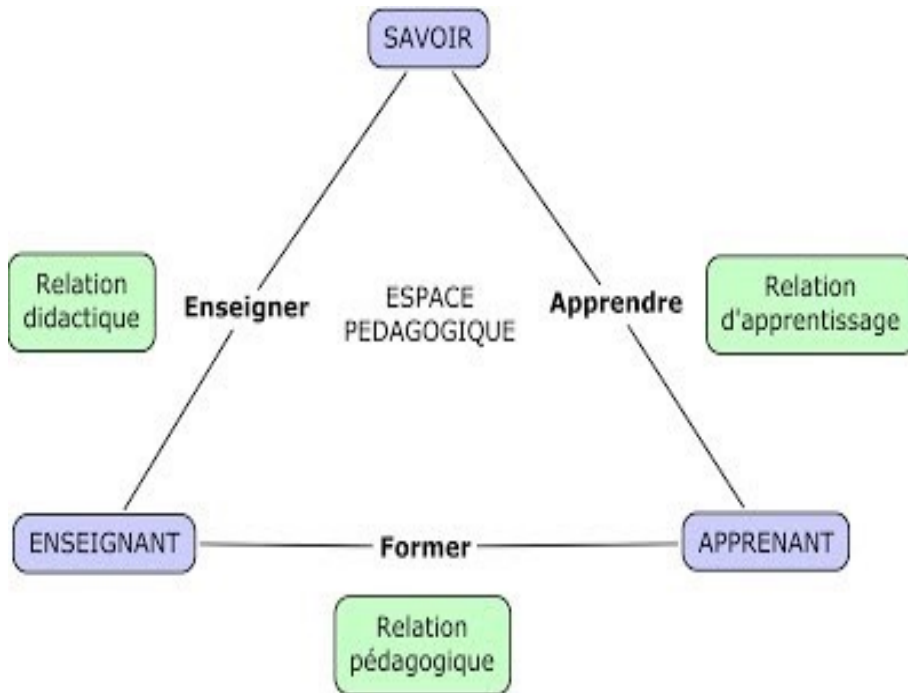 SAVOIR
Relation
didactique
Enseigner
ESPACE
PEDAGOGIQUE
Apprendre
Relation
d'apprentissage
ENSEIGNANT
Former
APPRENANT
Relation
pédagogique